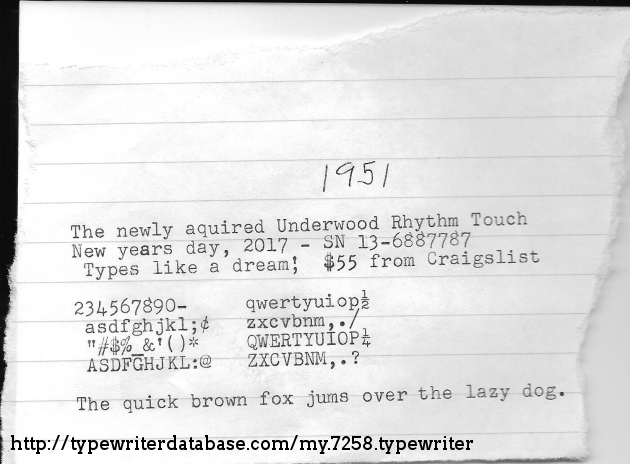 1951
The newly aquired Underwood Rhythm Touch
New years day, 2017 - SN 13-6887787
Types like a dream! $55 from Craigslist
234567890- qwertyuiop½
asdfghjkl;¢ zxcvbnm,./
"#$%_&'()* QWERTYUIOP¼
ASDFGHJKL:@ ZXCVBNM,.?
The quick brown fox jums over the lazy dog.
http://typewriterdatabase.com/my.7258.typewriter